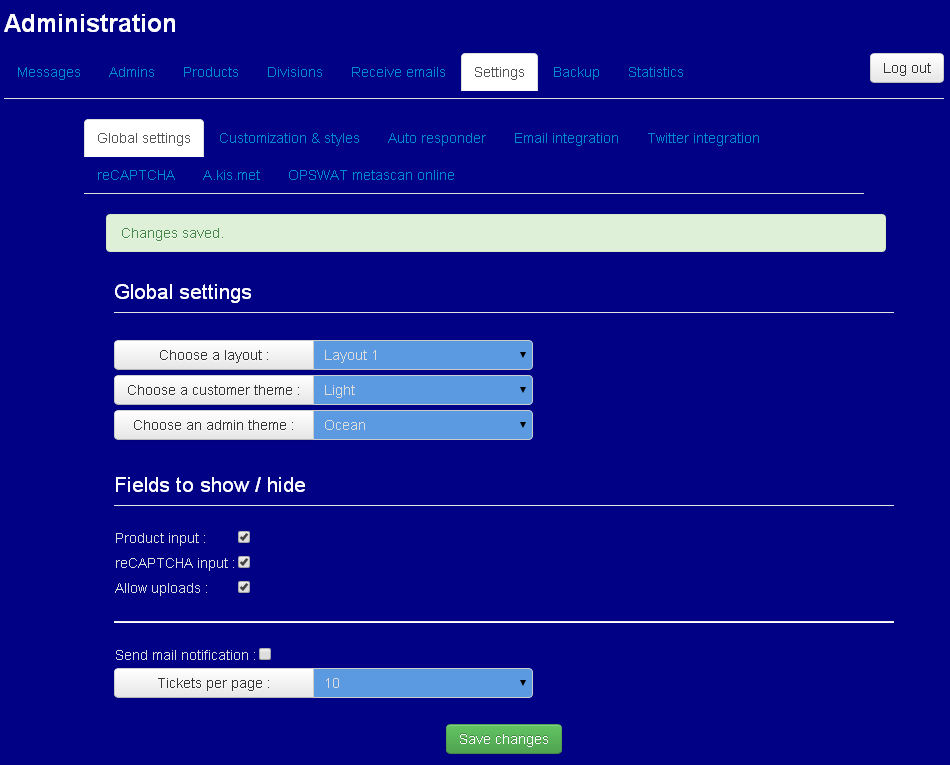 Administration
Messages Admins Products Divisions Receive emails Settings Backup Statistics Log out
Global settings Customization & styles Auto responder Email integration Twitter integration
reCAPTCHA A.kis.met OPSWAT metascan online
Changes saved.
Global settings
Choose a layout : Layout 1
Choose a customer theme : Light
Choose an admin theme : Ocean
Fields to show / hide
Product input :
reCAPTCHA input :
Allow uploads :
Send mail notification :
Tickets per page : 10
Save changes